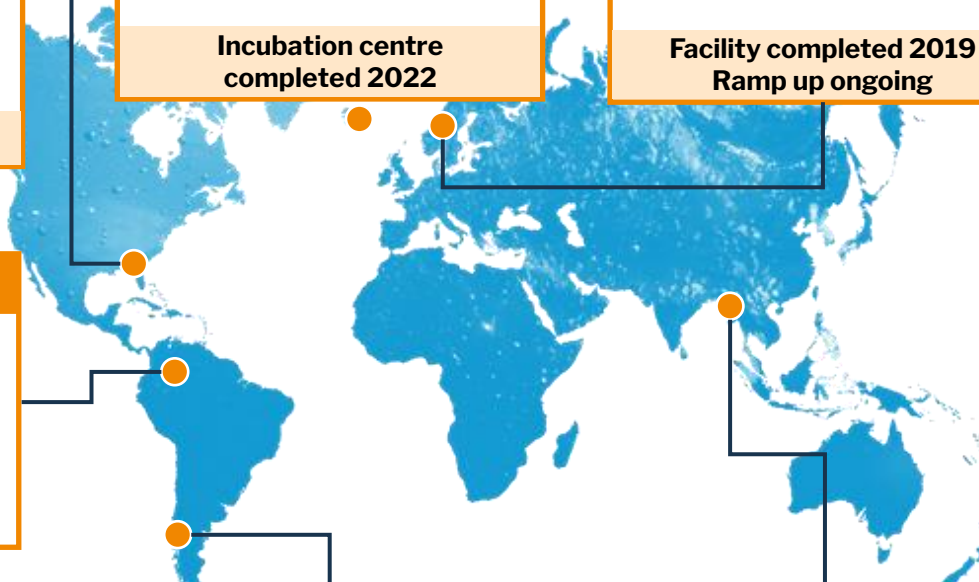 Incubation centre
completed 2022
Facility completed 2019
Ramp up ongoing